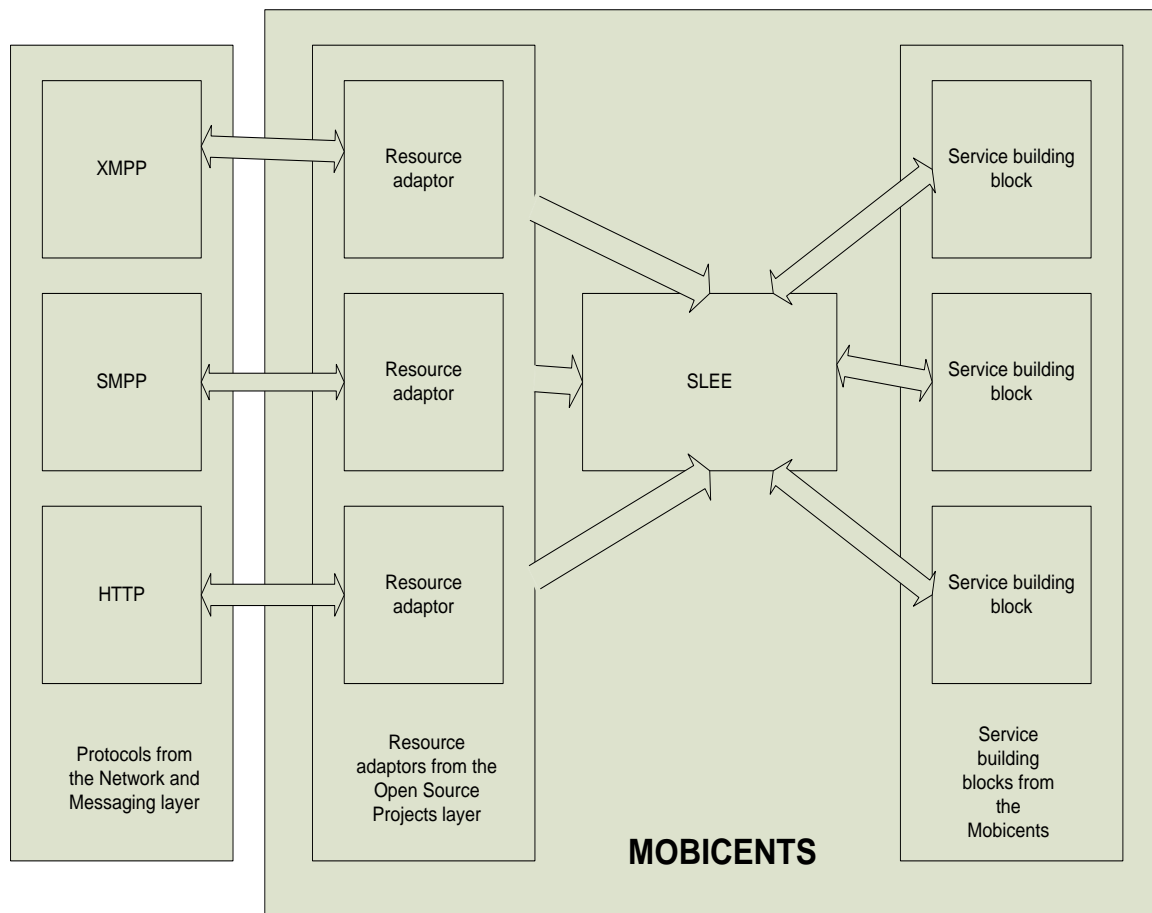 XMPP
Resource
adaptor
Service building
block
SMPP
Resource
adaptor
SLEE
Service building
block
HTTP
Resource
adaptor
Service building
block
Protocols from
the Network and
Messaging layer
Resource
adaptors from the
Open Source
Projects layer
Service
building
blocks from
the
Mobicents
MOBICENTS